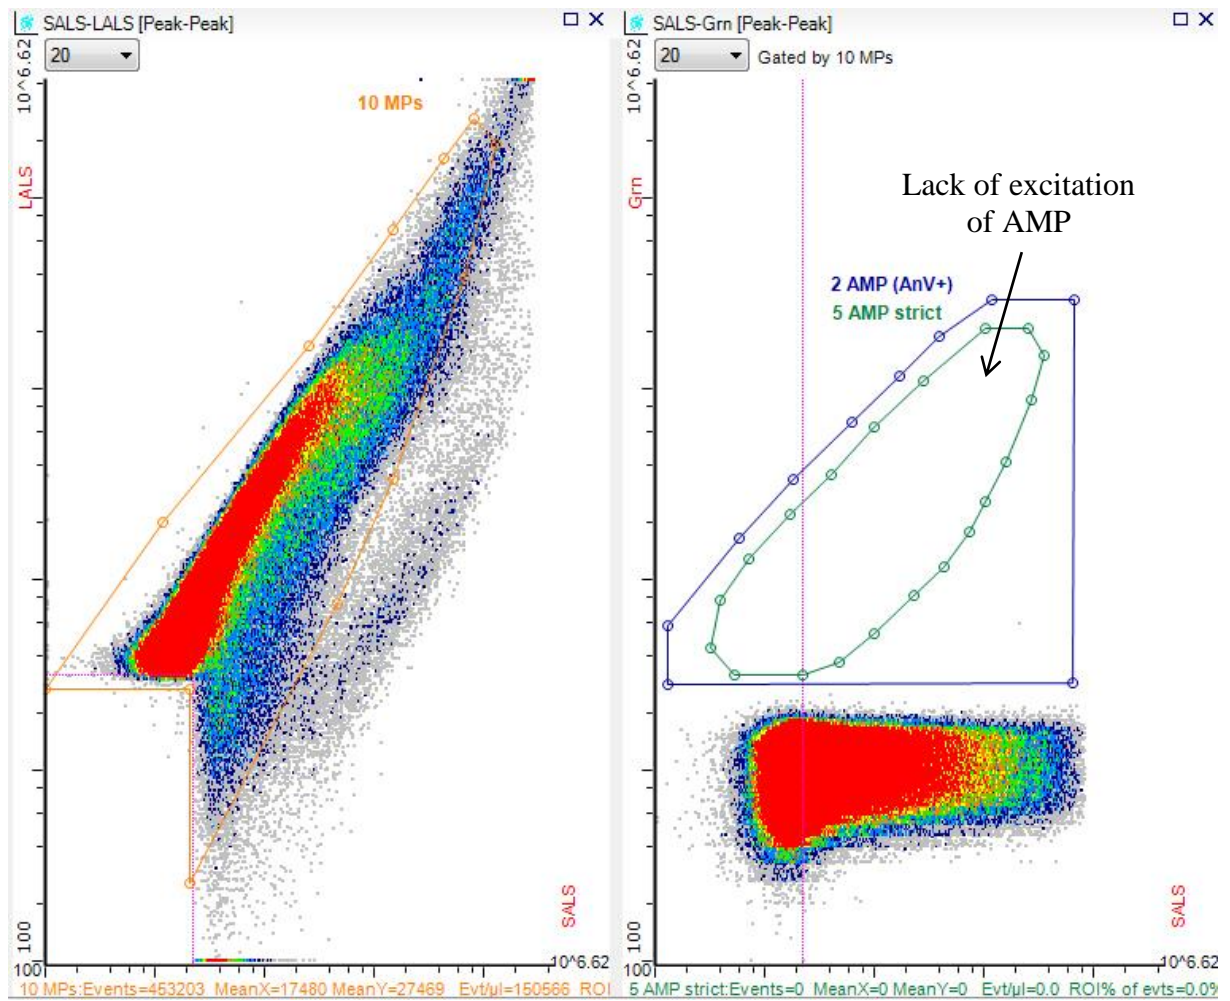 SALS-LALS [Peak-Peak]
20
10^6.62
10 MPs
LALS
100
SALS
100
10^6.62
10 MPs:Events=453203 MeanX=17480 MeanY=27469 Evt/µl=150566 ROI
SALS-Grn [Peak-Peak]
20
Gated by 10 MPs
10^6.62
Grn
Lack of excitation
of AMP
2 AMP (AnV+)
5 AMP strict
100
SALS
100
10^6.62
5 AMP strict:Events=0 MeanX=0 MeanY=0 Evt/µl=0.0 ROI% of evts=0.0%